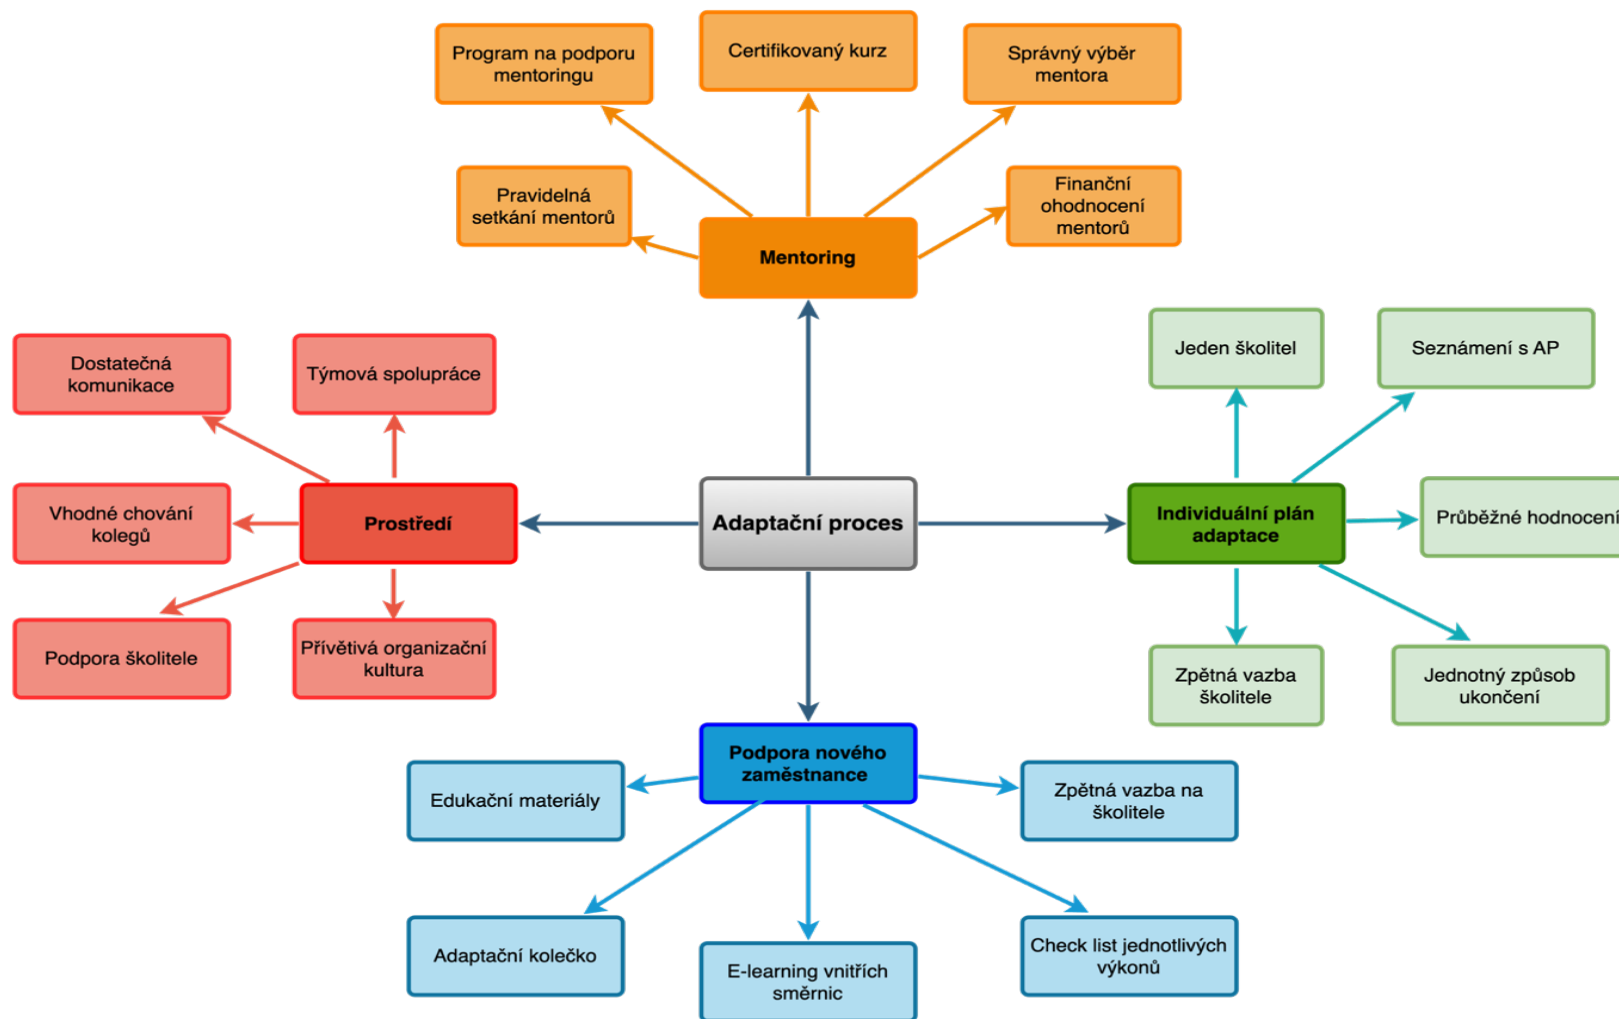 Program na podporu
mentoringu
Certifikovaný kurz
Správný výběr
mentora
Pravidelná
setkání mentorů
Finanční
ohodnocení
mentorů
Mentoring
Dostatečná
komunikace
Týmová spolupráce
Jeden školitel
Seznámení s AP
Vhodné chování
kolegů
Prostředí
Adaptační proces
Individuální plán
adaptace
Průběžné hodnocení
Podpora školitele
Přívětivá organizační
kultura
Zpětná vazba
školitele
Jednotný způsob
ukončení
Podpora nového
zaměstnance
Edukační materiály
Zpětná vazba na
školitele
Adaptační kolečko
E-learning vnitřích
směrnic
Check list jednotlivých
výkonů